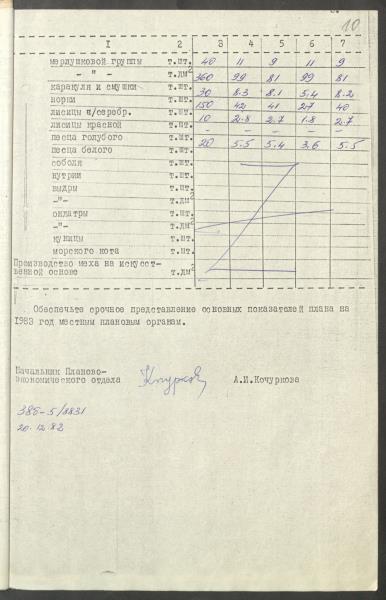 10
I 2 3 4 5 6 7
мерлушковой группы т.шт. 40 11 9 11 9
- " - т.дм² 360 99 81 99 81
каракуля и смушки т.шт. 30 8.3 8.1 5.4 8.2
норки т.шт. 150 42 41 27 40
лисицы ч/серебр. т.шт. 10 2.8 2.7 1.8 2.7
лисицы красной т.шт. - - - - -
песца голубого т.шт. 20 5.5 5.4 3.6 5.5
песца белого т.шт.
соболя т.шт.
нутрии т.шт.
выдры т.шт.
-"- т.дм²
ондатры т.шт.
-"- т.дм²
куницы т.шт.
морского кота т.шт.
Производство меха на искусст-
венной основе т.дм²
Обеспечьте срочное представление основных показателей плана на
I983 год местным плановым органам.
Начальник Планово-
экономического отдела А.И.Кочуркова
38б-5/8831
20.12.82